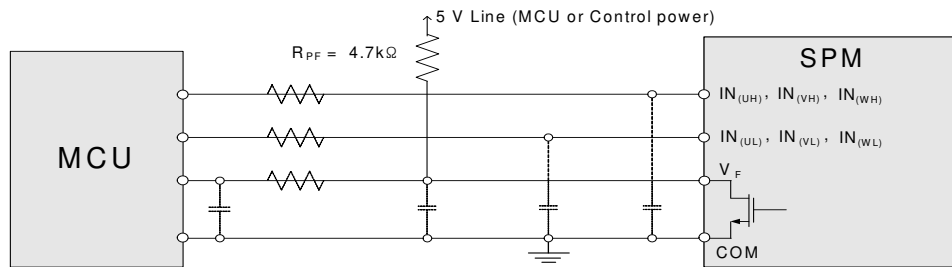 5 V Line (MCU or Control power)
R_PF = 4.7kΩ
SPM
IN_(UH), IN_(VH), IN_(WH)
IN_(UL), IN_(VL), IN_(WL)
MCU
V_F
COM